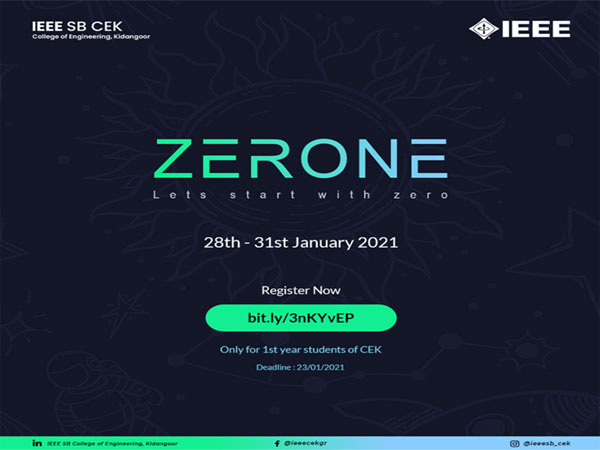 IEEE SB CEK
College of Engineering, Kidangoor
IEEE
ZERONE
Lets start with zero
28th - 31st January 2021
Register Now
bit.ly/3nKYvEP
Only for 1st year students of CEK
Deadline : 23/01/2021
in IEEE SB College of Engineering, Kidangoor
@ieeecekgr
@ieeesb_cek